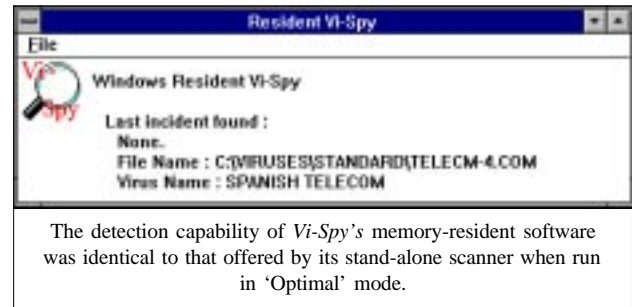 Resident Vi-Spy
File
Vi-
Spy
Windows Resident Vi-Spy
Last incident found :
None.
File Name : C:\VIRUSES\STANDARD\TELECM-4.COM
Virus Name : SPANISH TELECOM
The detection capability of Vi-Spy's memory-resident software
was identical to that offered by its stand-alone scanner when run
in ‘Optimal’ mode.